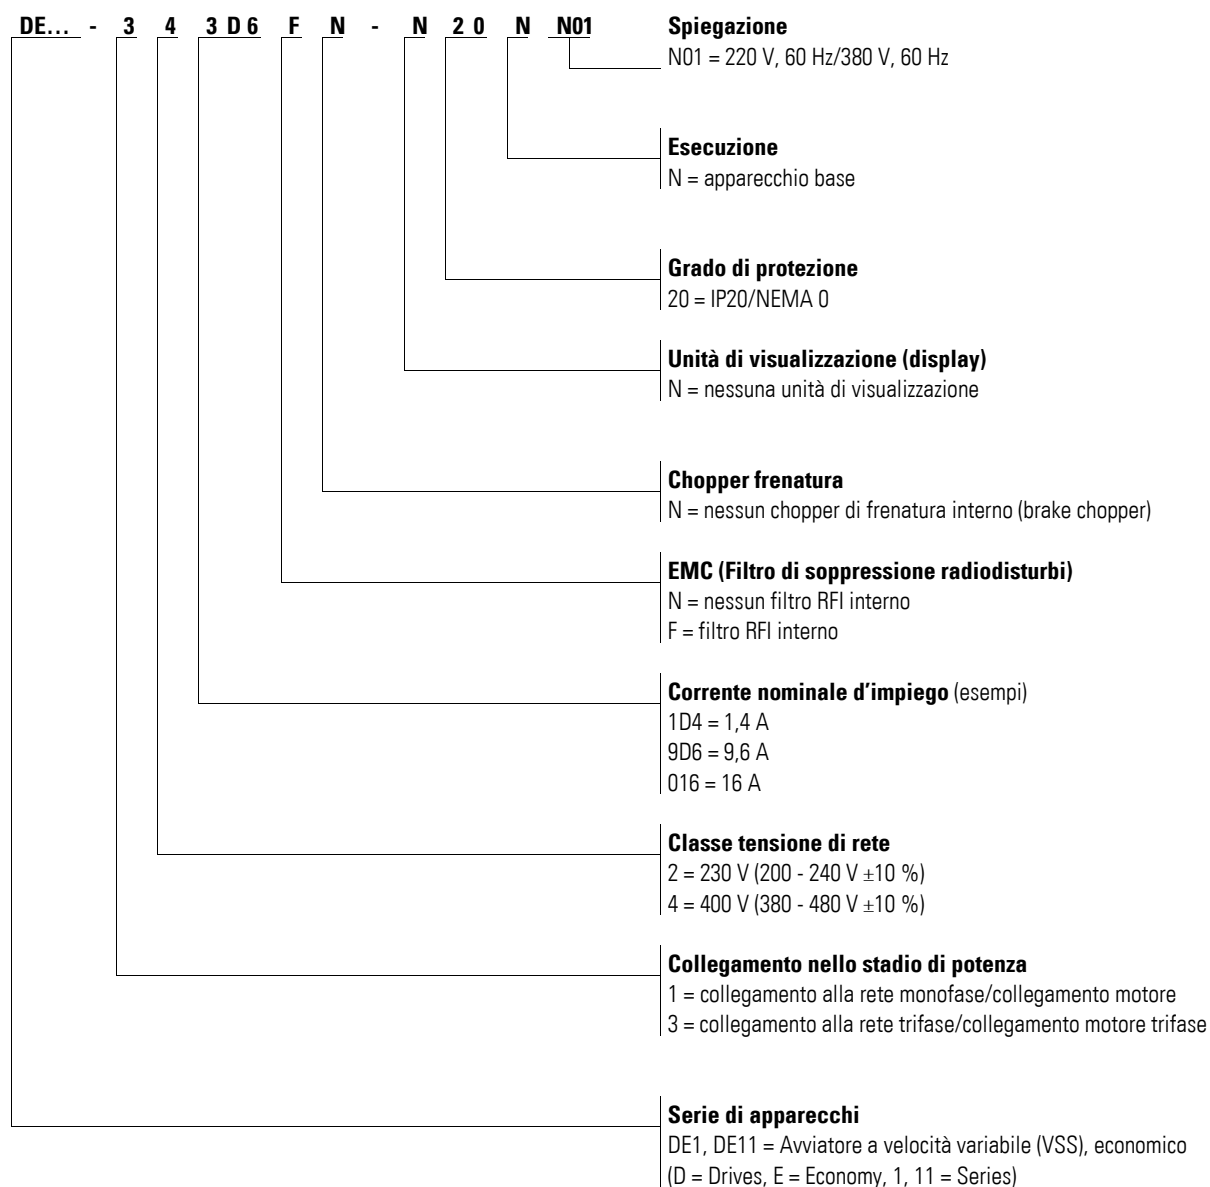 DE... - 3 4 3 D 6 F N - N 2 0 N N01
Spiegazione
N01 = 220 V, 60 Hz/380 V, 60 Hz
Esecuzione
N = apparecchio base
Grado di protezione
20 = IP20/NEMA 0
Unità di visualizzazione (display)
N = nessuna unità di visualizzazione
Chopper frenatura
N = nessun chopper di frenatura interno (brake chopper)
EMC (Filtro di soppressione radiodisturbi)
N = nessun filtro RFI interno
F = filtro RFI interno
Corrente nominale d'impiego (esempi)
1D4 = 1,4 A
9D6 = 9,6 A
016 = 16 A
Classe tensione di rete
2 = 230 V (200 - 240 V ±10 %)
4 = 400 V (380 - 480 V ±10 %)
Collegamento nello stadio di potenza
1 = collegamento alla rete monofase/collegamento motore
3 = collegamento alla rete trifase/collegamento motore trifase
Serie di apparecchi
DE1, DE11 = Avviatore a velocità variabile (VSS), economico
(D = Drives, E = Economy, 1, 11 = Series)